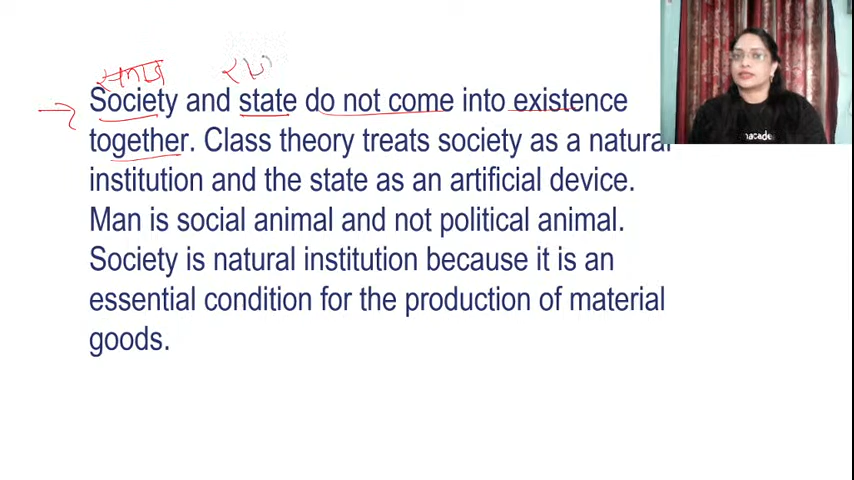 समाज
Society and state do not come into existence
together. Class theory treats society as a natural
institution and the state as an artificial device.
Man is social animal and not political animal.
Society is natural institution because it is an
essential condition for the production of material
goods.